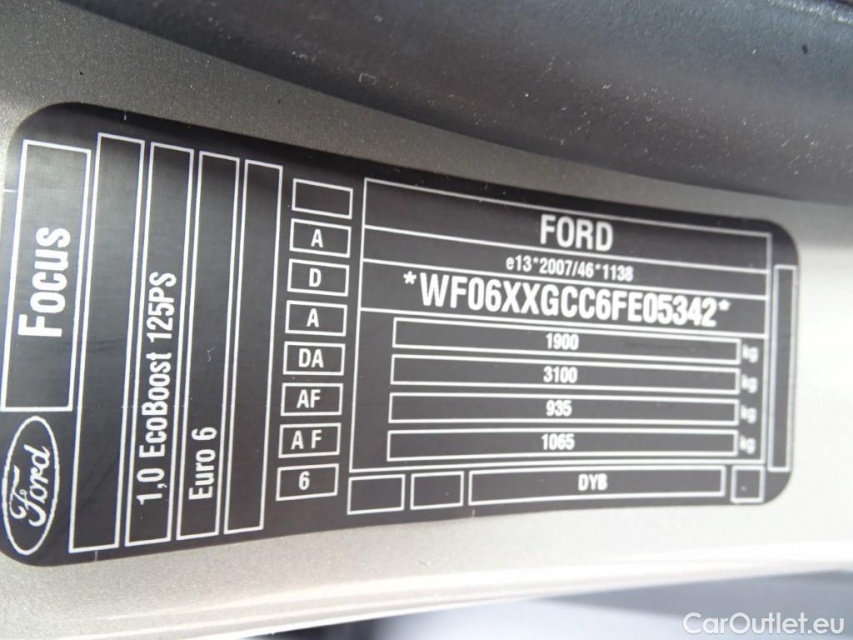 Focus
Ford
1,0 EcoBoost 125PS
Euro 6
A
D
A
DA
AF
A F
6
FORD
e13*2007/46*1138
*WF06XXGCC6FE05342*
1900 kg
3100 kg
935 kg
1065 kg
DYB
CarOutlet.eu